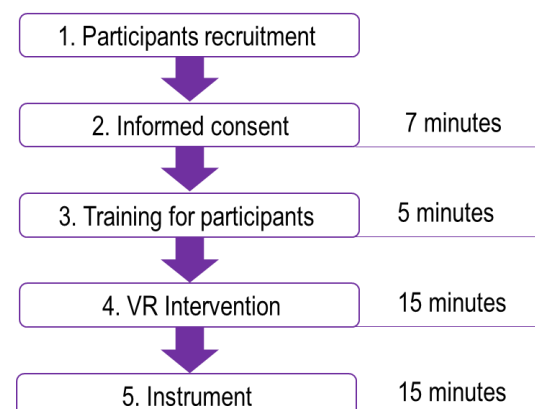 1. Participants recruitment
2. Informed consent
7 minutes
3. Training for participants
5 minutes
4. VR Intervention
15 minutes
5. Instrument
15 minutes